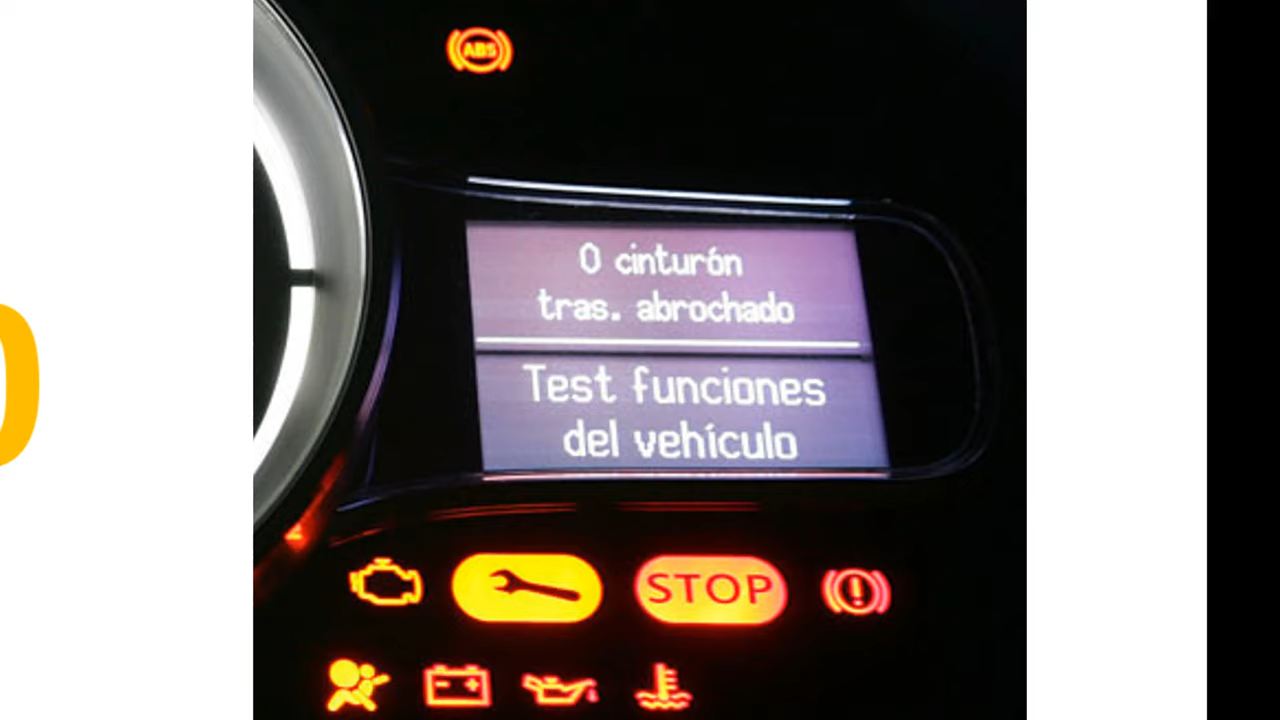 ABS
0 cinturón
tras. abrochado
Test funciones
del vehículo
STOP